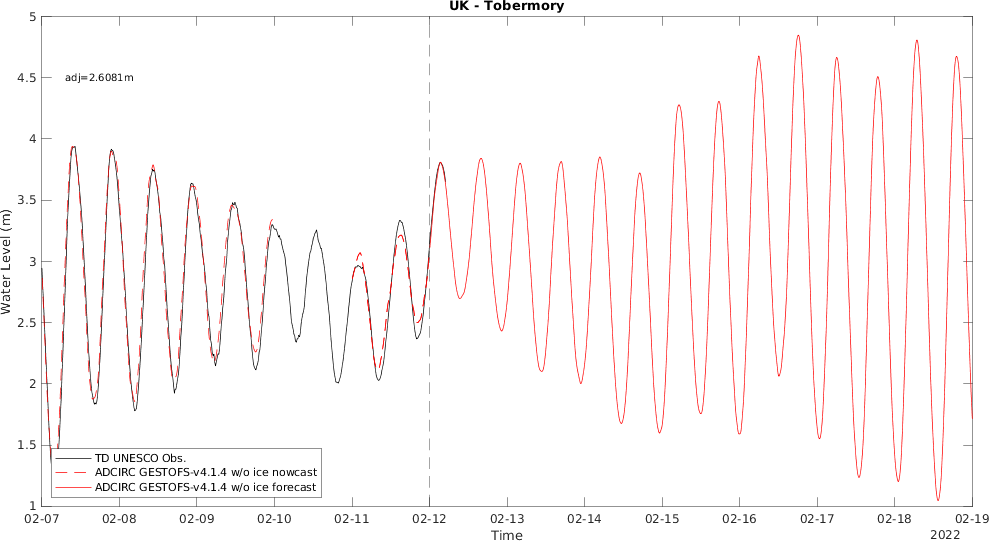 UK - Tobermory
adj=2.6081m
Water Level (m)
5
4.5
4
3.5
3
2.5
2
1.5
1
TD UNESCO Obs.
ADCIRC GESTOFS-v4.1.4 w/o ice nowcast
ADCIRC GESTOFS-v4.1.4 w/o ice forecast
02-07 02-08 02-09 02-10 02-11 02-12 02-13 02-14 02-15 02-16 02-17 02-18 02-19
Time
2022